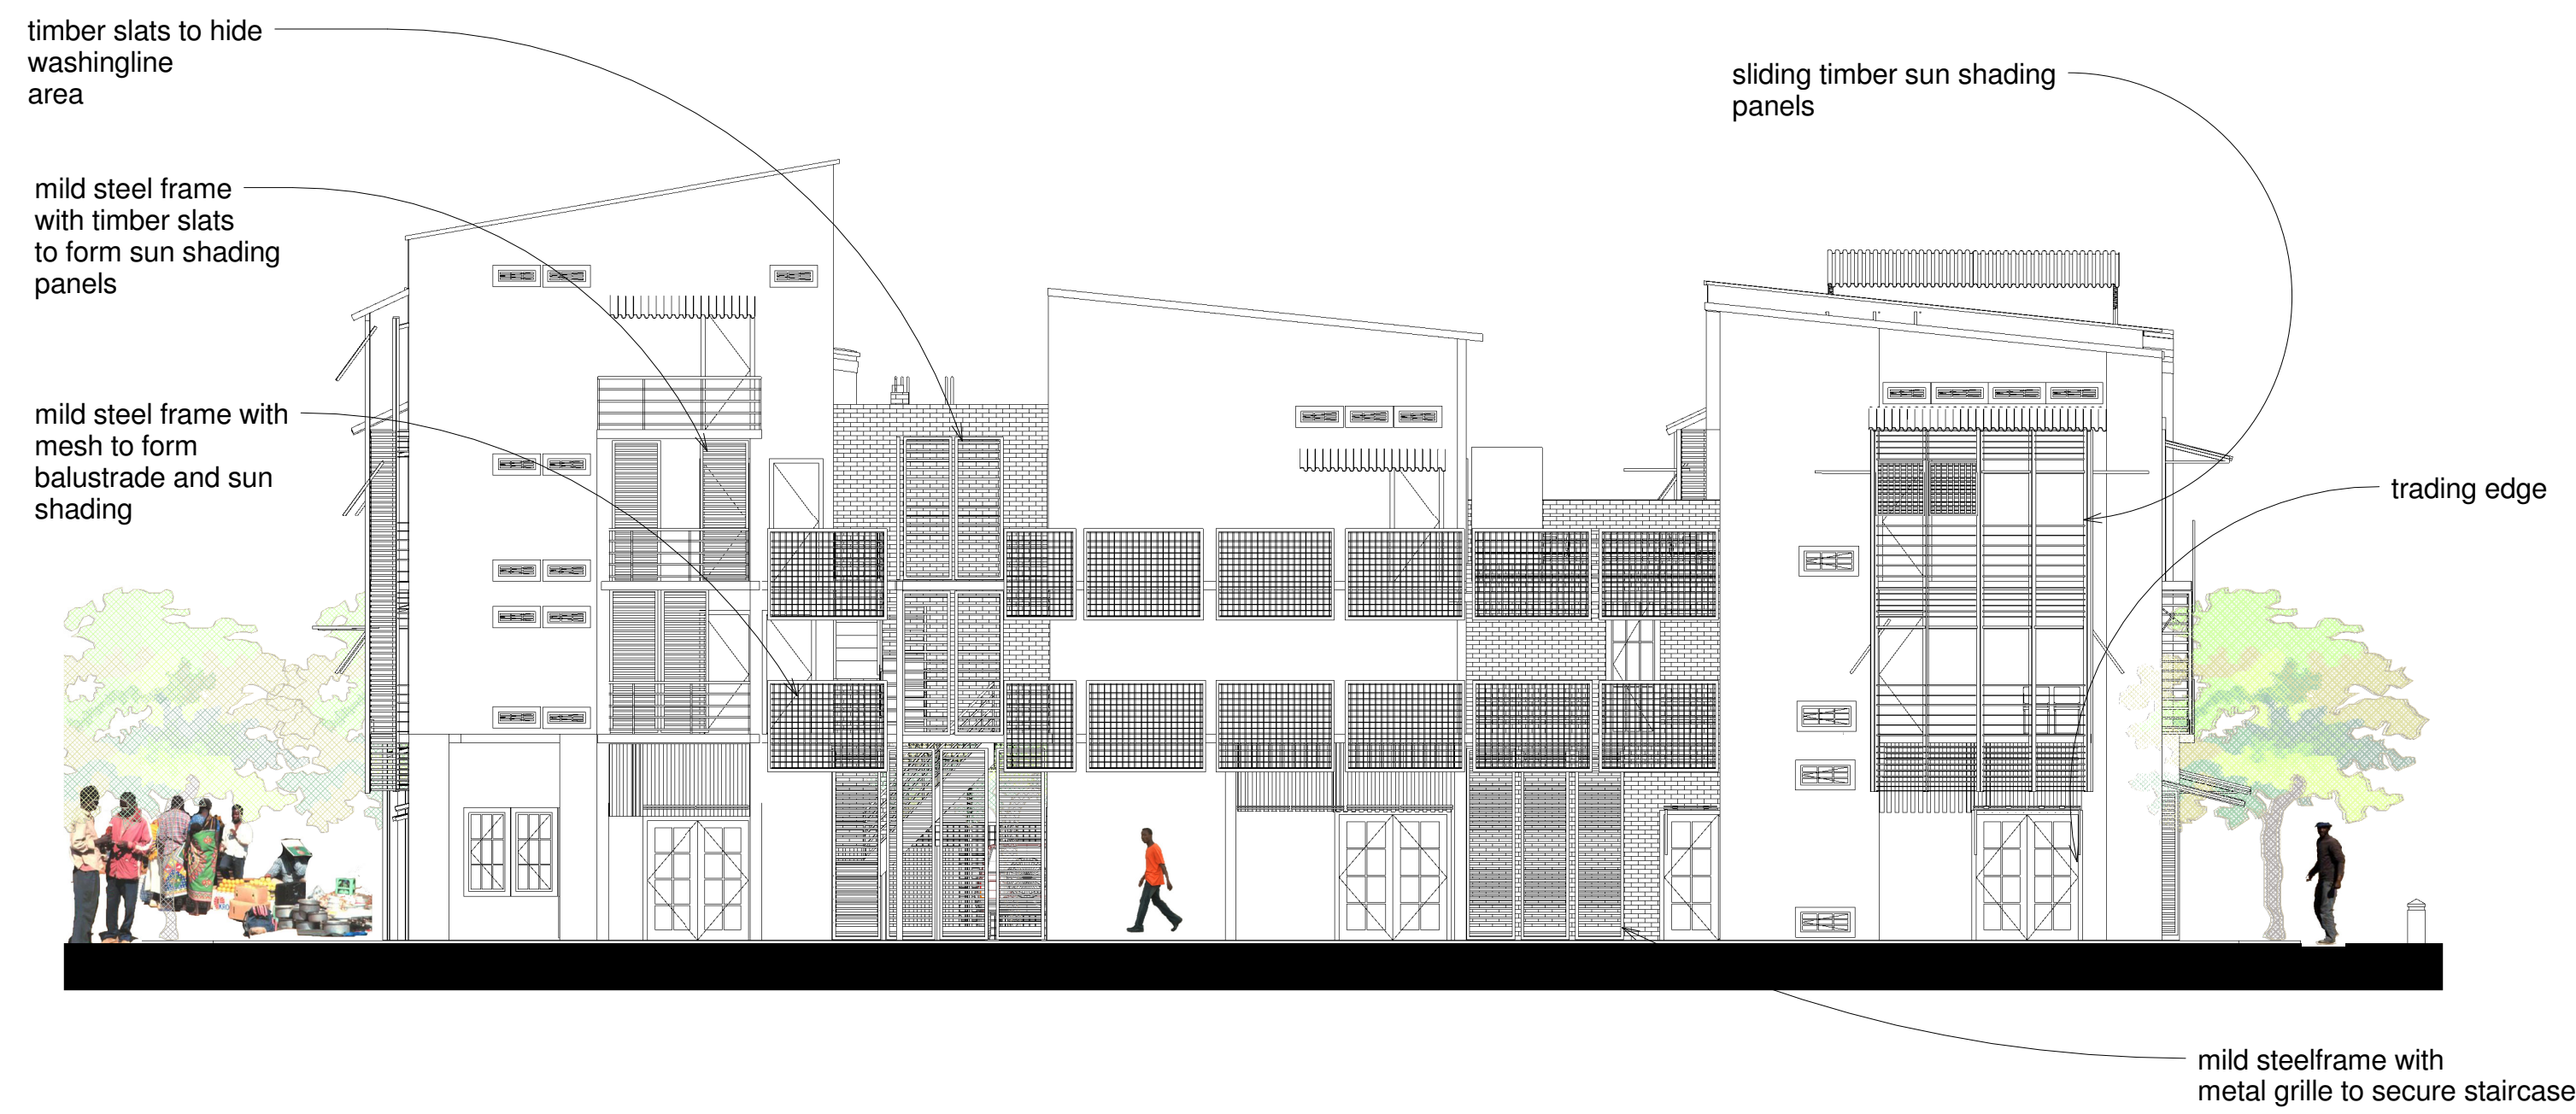 timber slats to hide
washingline
area
sliding timber sun shading
panels
mild steel frame
with timber slats
to form sun shading
panels
mild steel frame with
mesh to form
balustrade and sun
shading
trading edge
mild steelframe with
metal grille to secure staircase